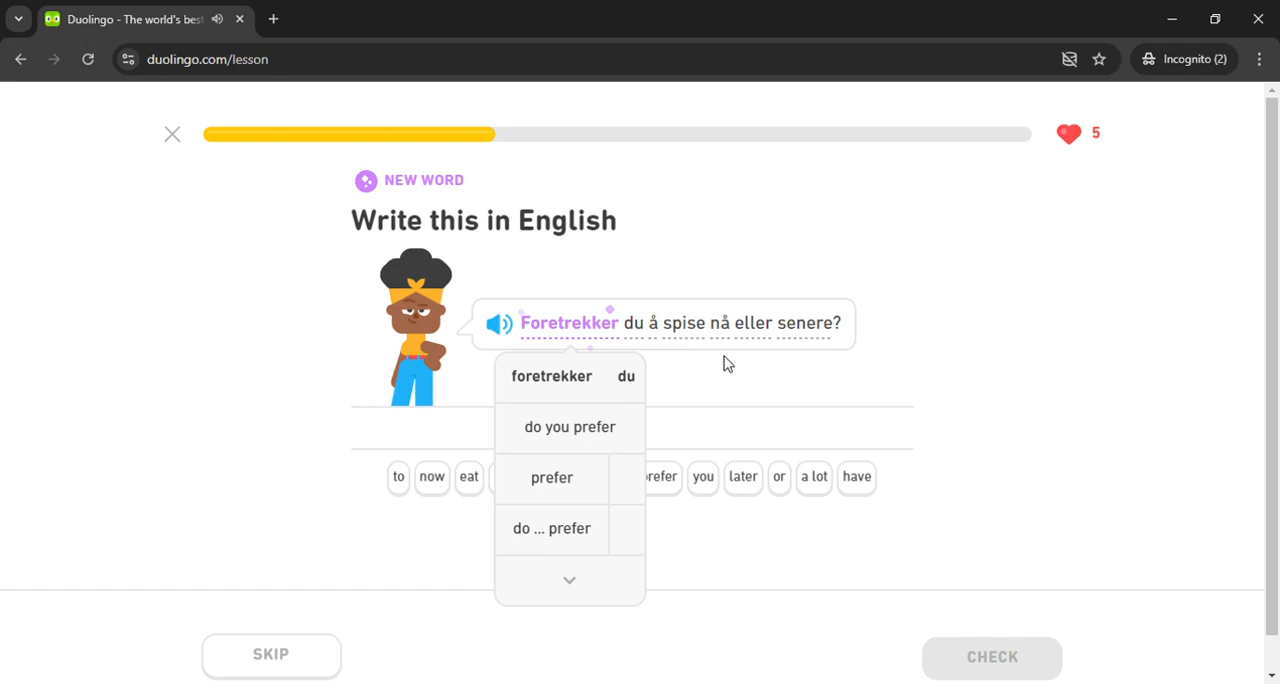 Duolingo - The world's best
duolingo.com/lesson
Incognito (2)
5
NEW WORD
Write this in English
Foretrekker du å spise nå eller senere?
foretrekker du
do you prefer
prefer
do ... prefer
to now eat you later or a lot have
SKIP
CHECK